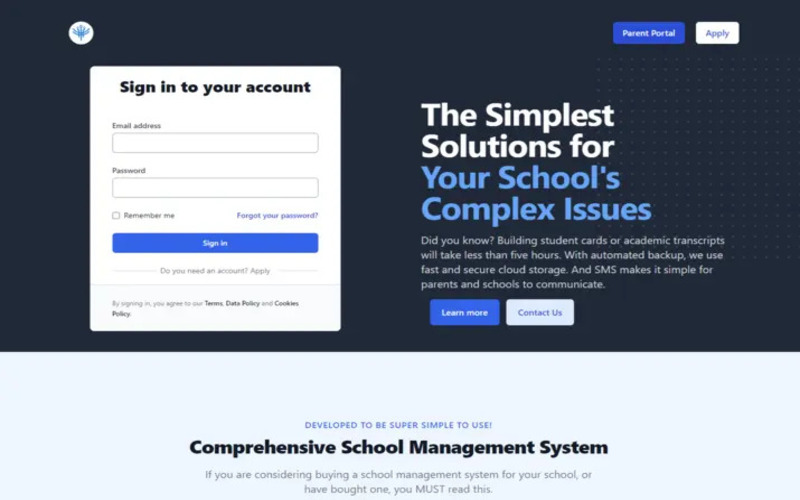 Parent Portal
Apply
Sign in to your account
Email address
Password
Remember me
Forgot your password?
Sign in
Do you need an account? Apply
By signing in, you agree to our Terms, Data Policy and Cookies
Policy.
The Simplest
Solutions for
Your School's
Complex Issues
Did you know? Building student cards or academic transcripts
will take less than five hours. With automated backup, we use
fast and secure cloud storage. And SMS makes it simple for
parents and schools to communicate.
Learn more
Contact Us
DEVELOPED TO BE SUPER SIMPLE TO USE!
Comprehensive School Management System
If you are considering buying a school management system for your school, or
have bought one, you MUST read this.